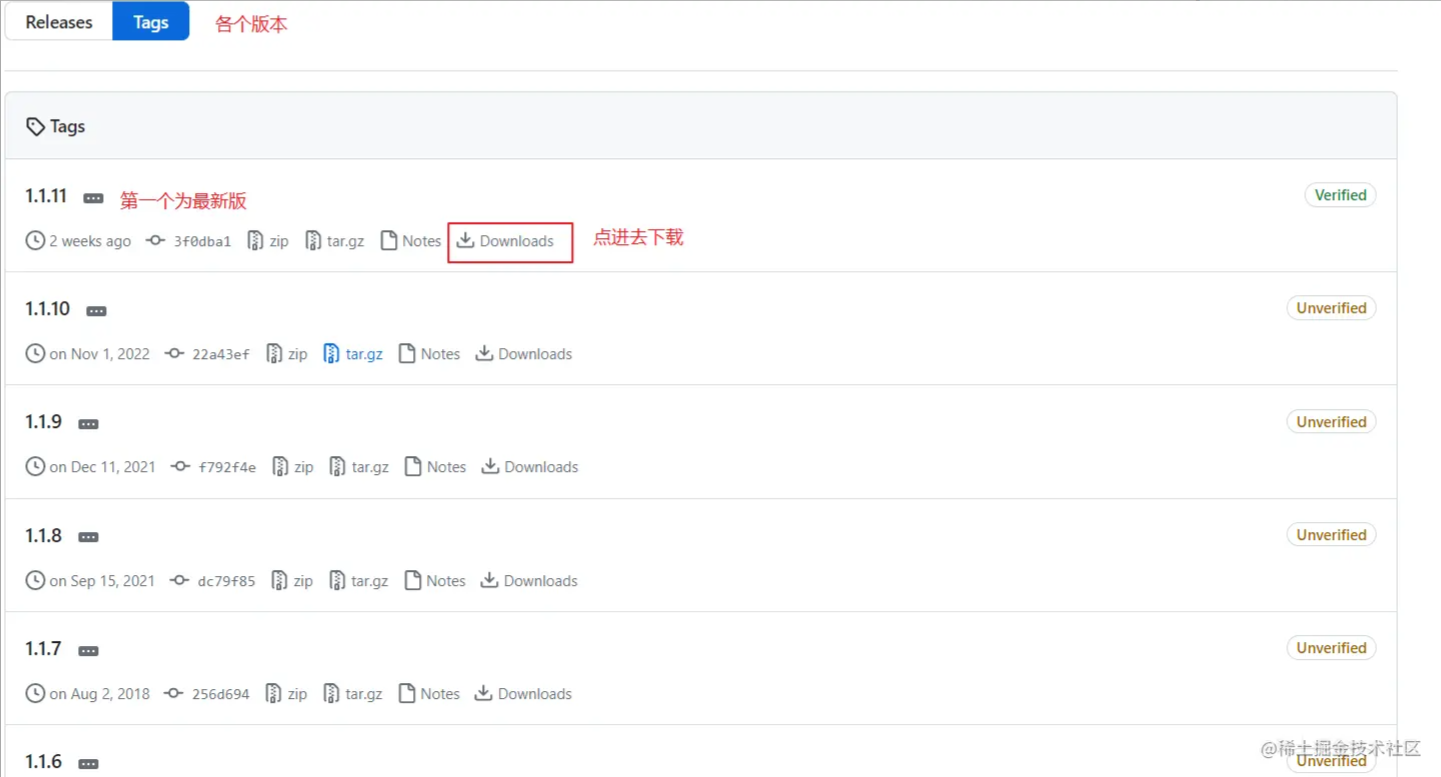 Releases Tags 各个版本
Tags
1.1.11 第一个为最新版 Verified
2 weeks ago 3f0dba1 zip tar.gz Notes Downloads 点进去下载
1.1.10 Unverified
on Nov 1, 2022 22a43ef zip tar.gz Notes Downloads
1.1.9 Unverified
on Dec 11, 2021 f792f4e zip tar.gz Notes Downloads
1.1.8 Unverified
on Sep 15, 2021 dc79f85 zip tar.gz Notes Downloads
1.1.7 Unverified
on Aug 2, 2018 256d694 zip tar.gz Notes Downloads
1.1.6 Unverified
@稀土掘金技术社区